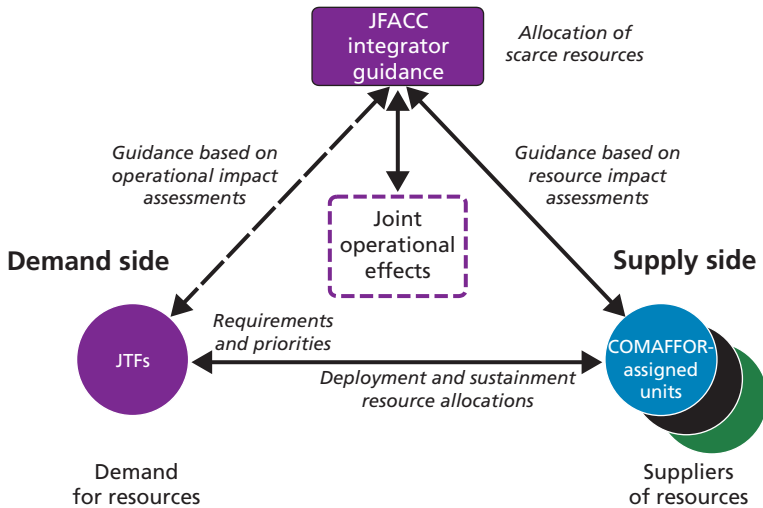 JFACC
integrator
guidance
Allocation of
scarce resources
Guidance based on
operational impact
assessments
Guidance based on
resource impact
assessments
Joint
operational
effects
Demand side
Supply side
Requirements
and priorities
JTFs
COMAFFOR-
assigned
units
Deployment and sustainment
resource allocations
Demand
for resources
Suppliers
of resources